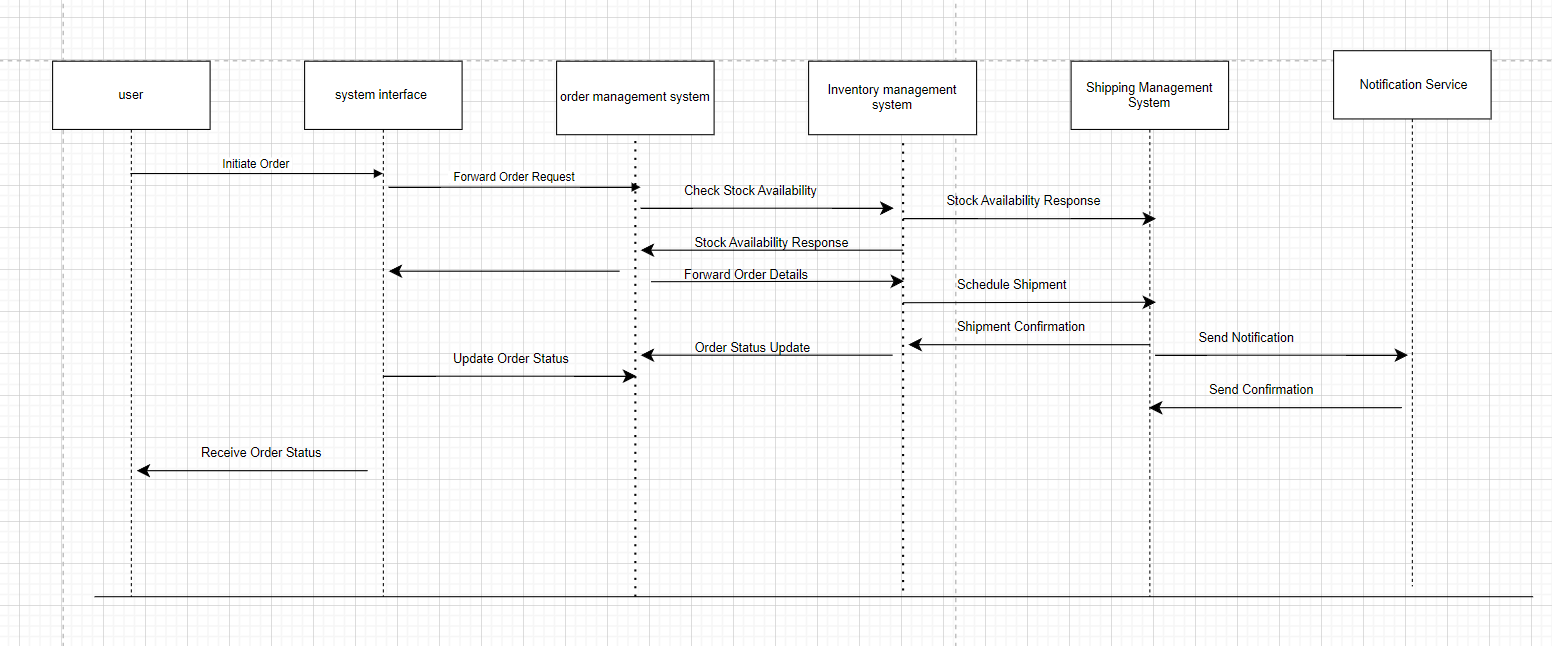 user
system interface
order management system
Inventory management
system
Shipping Management
System
Notification Service
Initiate Order
Forward Order Request
Check Stock Availability
Stock Availability Response
Stock Availability Response
Forward Order Details
Schedule Shipment
Shipment Confirmation
Send Notification
Order Status Update
Update Order Status
Send Confirmation
Receive Order Status